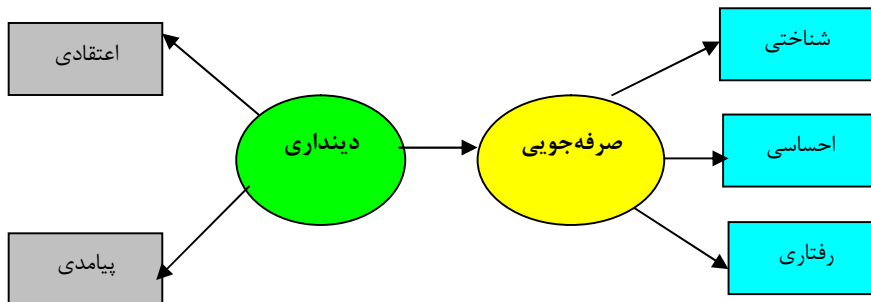 شناختی
اعتقادی
صرفه‌جویی
دینداری
احساسی
رفتاری
پیامدی